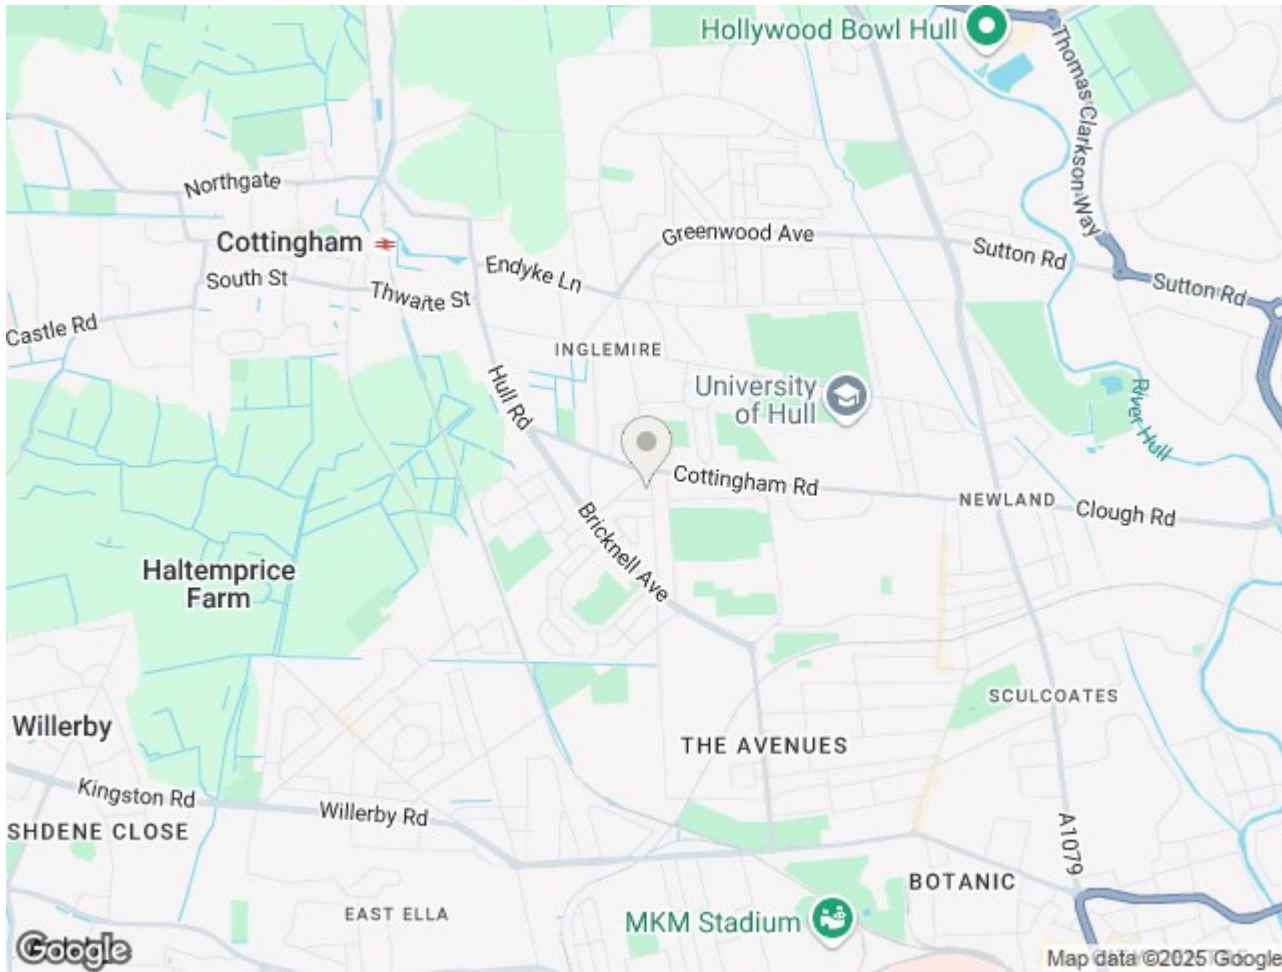 Hollywood Bowl Hull
Thomas Clarkson Way
Northgate
Cottingham
Greenwood Ave
Sutton Rd
South St
Endyke Ln
Thwaite St
Sutton Rd
Castle Rd
INGLEMIRE
Hull Rd
University
of Hull
River Hull
Cottingham Rd
NEWLAND
Clough Rd
Bricknell Ave
Haltemprice
Farm
SCULCOATES
Willerby
THE AVENUES
Kingston Rd
Willerby Rd
SHDENE CLOSE
A1079
BOTANIC
EAST ELLA
MKM Stadium
Google
Map data ©2025 Google